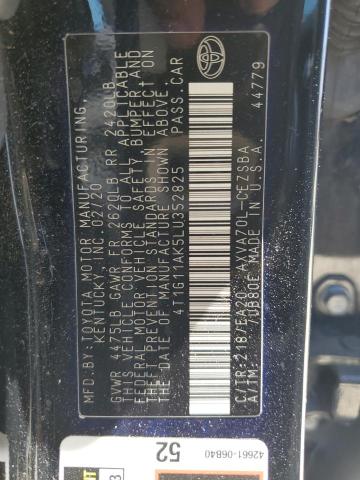 MFD.BY:TOYOTA MOTOR MANUFACTURING,
KENTUCKY, INC. 02/20
GVWR 4475LB GAWR FR 2620LB RR 2420LB
THIS VEHICLE CONFORMS TO ALL APPLICABLE
FEDERAL MOTOR VEHICLE SAFETY, BUMPER AND
THEFT PREVENTION STANDARDS IN EFFECT ON
THE DATE OF MANUFACTURE SHOWN ABOVE.
4T1G11AK5LU352825 PASS.CAR
C/TR:218/EA20 AXVA70L-CEZSBA
A/TM: /UB80E MADE IN U.S.A. 44779
42661-06B40
52